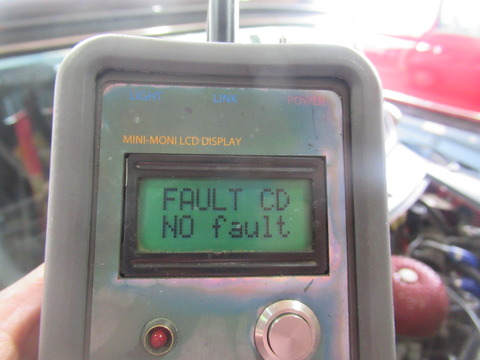 LIGHT LINK POWER
MINI-MONI LCD DISPLAY
FAULT CD
NO fault